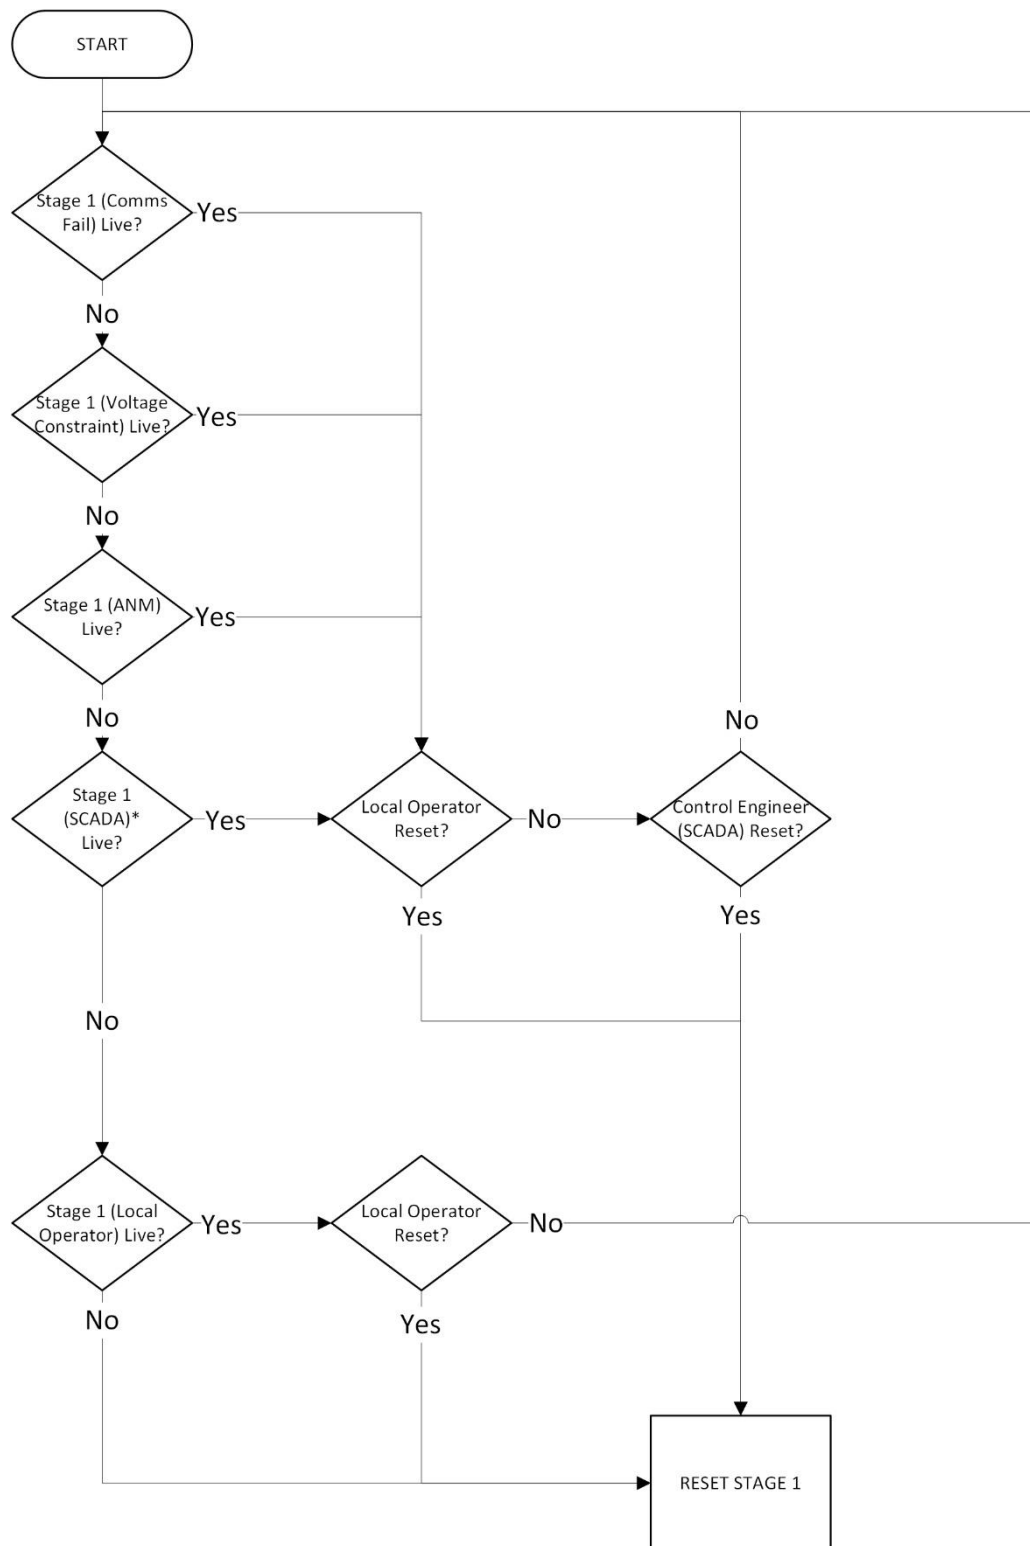 START
Stage 1 (Comms
Fail) Live?
Yes
No
Stage 1 (Voltage
Constraint) Live?
Yes
No
Stage 1 (ANM)
Live?
Yes
No
No
Stage 1
(SCADA)*
Live?
Yes
Local Operator
Reset?
No
Control Engineer
(SCADA) Reset?
Yes
Yes
No
Stage 1 (Local
Operator) Live?
Yes
Local Operator
Reset?
No
No
Yes
RESET STAGE 1